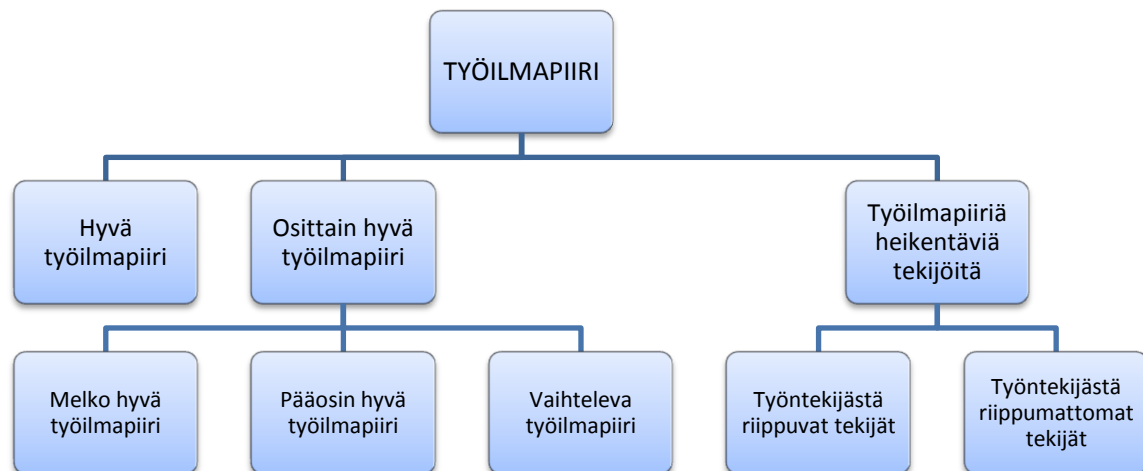 TYÖILMAPIIRI
Hyvä
työilmapiiri
Osittain hyvä
työilmapiiri
Työilmapiiriä
heikentäviä
tekijöitä
Melko hyvä
työilmapiiri
Pääosin hyvä
työilmapiiri
Vaihteleva
työilmapiiri
Työntekijästä
riippuvat tekijät
Työntekijästä
riippumattomat
tekijät